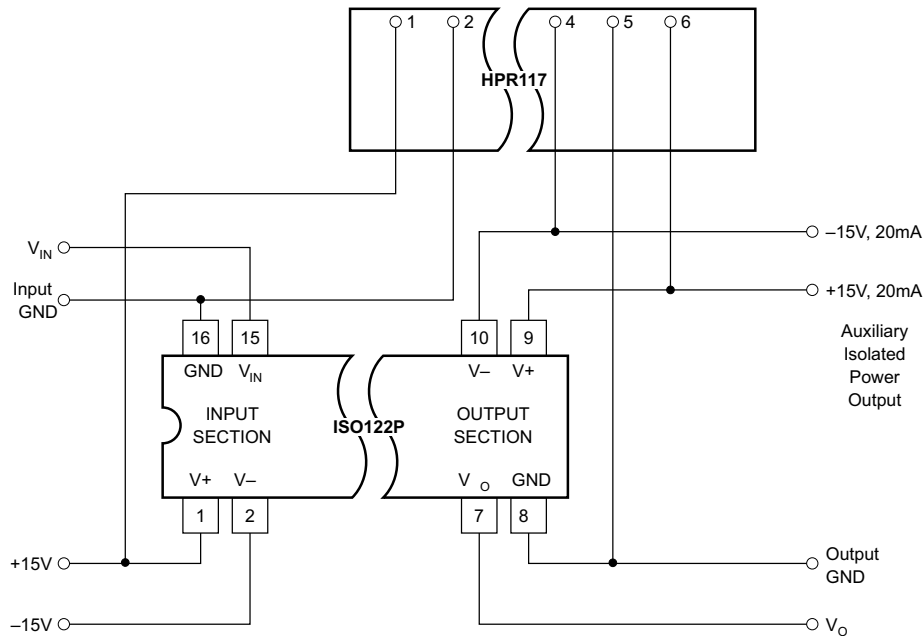 1 2 4 5 6
HPR117
V_IN
Input
GND
–15V, 20mA
+15V, 20mA
Auxiliary
Isolated
Power
Output
16 15 10 9
GND V_IN V– V+
INPUT
SECTION
ISO122P
OUTPUT
SECTION
V+ V– V_O GND
1 2 7 8
+15V
–15V
Output
GND
V_O